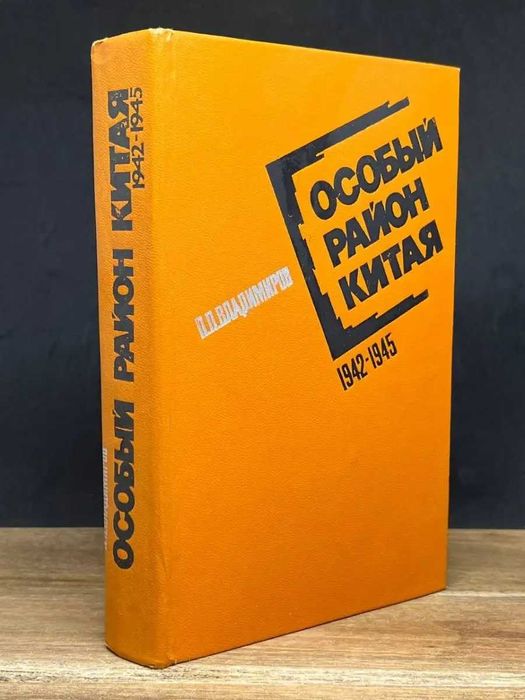 ОСОБЫЙ
РАЙОН
КИТАЯ
1942-1945
П.П.ВЛАДИМИРОВ
ОСОБЫЙ РАЙОН КИТАЯ
1942-1945